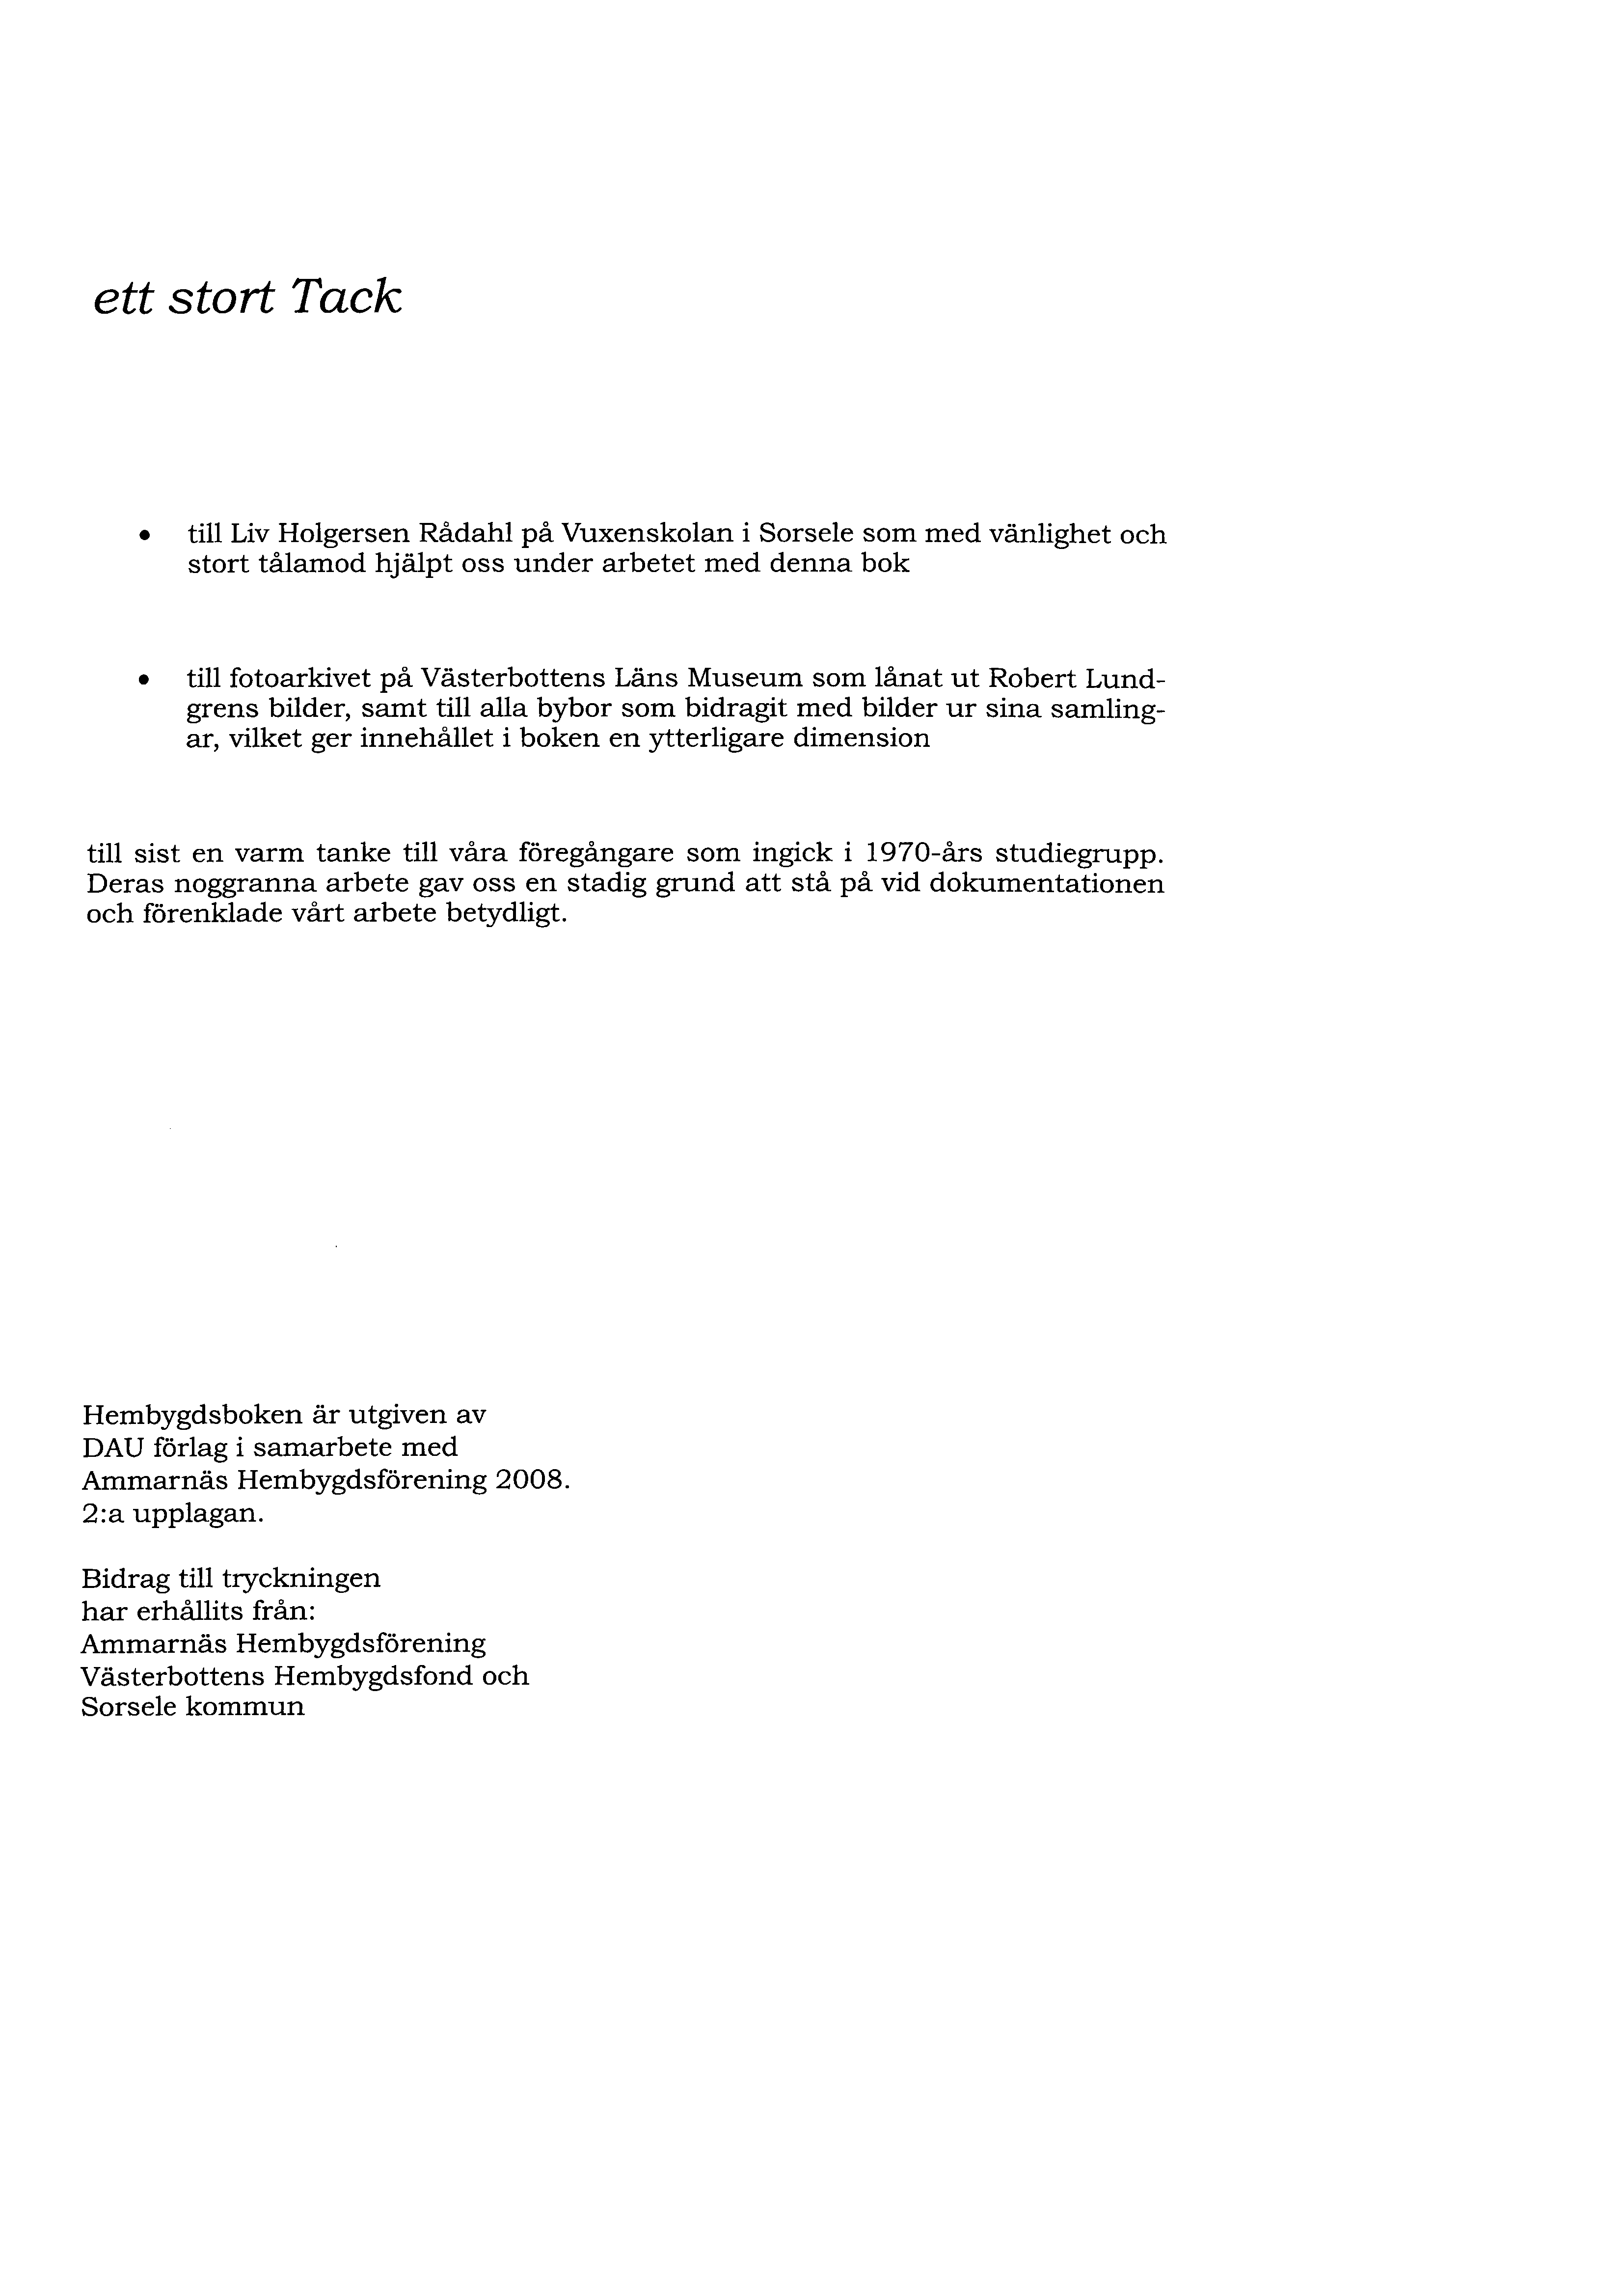 ett stort Tack
• till Liv Holgersen Rådahl på Vuxenskolan i Sorsele som med vänlighet och
stort tålamod hjälpt oss under arbetet med denna bok
• till fotoarkivet på Västerbottens Läns Museum som lånat ut Robert Lund-
grens bilder, samt till alla bybor som bidragit med bilder ur sina samling-
ar, vilket ger innehållet i boken en ytterligare dimension
till sist en varm tanke till våra föregångare som ingick i 1970-års studiegrupp.
Deras noggranna arbete gav oss en stadig grund att stå på vid dokumentationen
och förenklade vårt arbete betydligt.
Hembygdsboken är utgiven av
DAU förlag i samarbete med
Ammarnäs Hembygdsförening 2008.
2:a upplagan.
Bidrag till tryckningen
har erhållits från:
Ammarnäs Hembygdsförening
Västerbottens Hembygdsfond och
Sorsele kommun